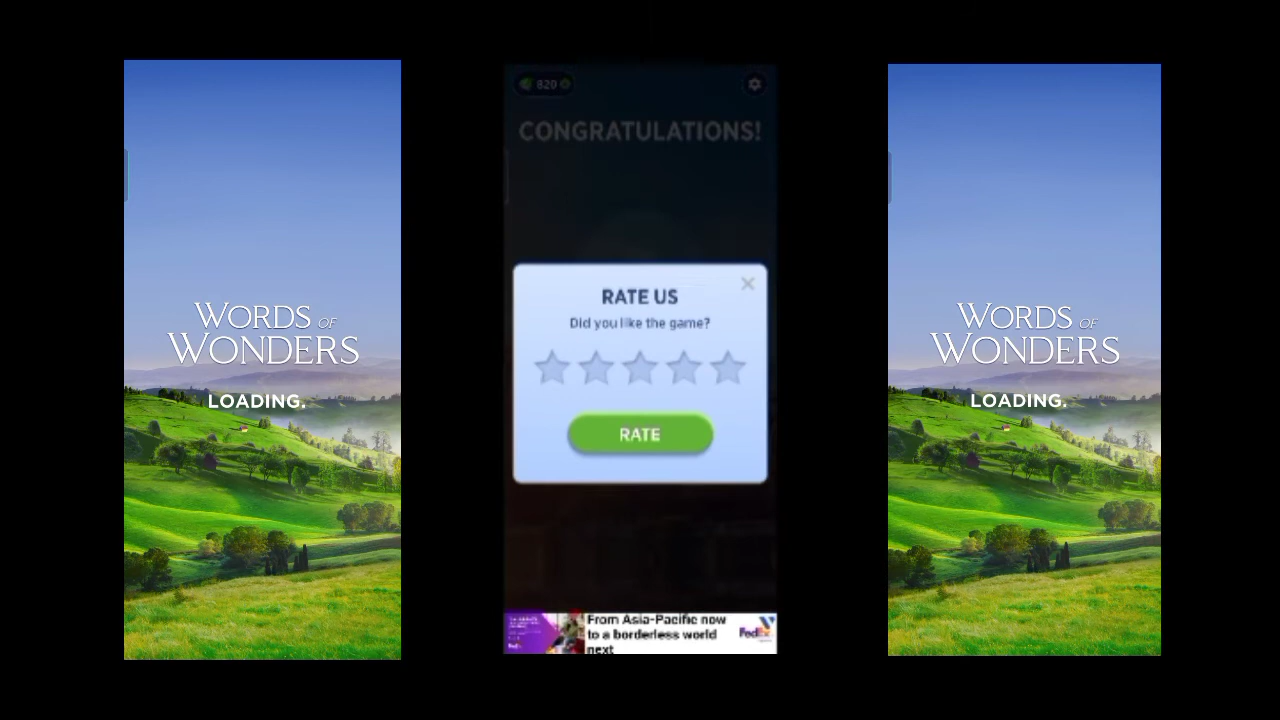 WORDS OF
WONDERS
LOADING.
820
CONGRATULATIONS!
RATE US
Did you like the game?
RATE
From Asia-Pacific now
to a borderless world
next
FedEx
WORDS OF
WONDERS
LOADING.